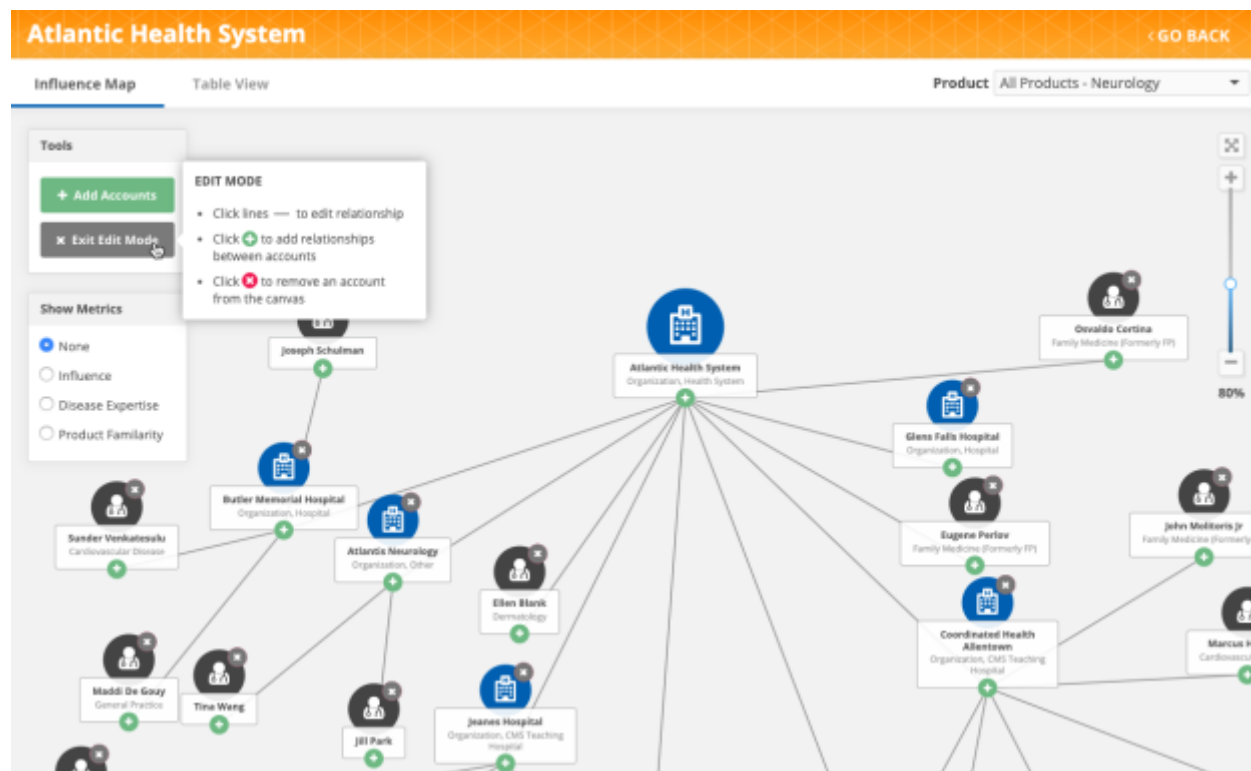 Atlantic Health System
‹ GO BACK
Influence Map
Table View
Product
All Products - Neurology
Tools
+ Add Accounts
× Exit Edit Mode
EDIT MODE
• Click lines — to edit relationship
• Click + to add relationships
between accounts
• Click × to remove an account
from the canvas
Show Metrics
None
Influence
Disease Expertise
Product Familarity
80%
Joseph Schulman
Atlantic Health System
Organization, Health System
Osvaldo Cortina
Family Medicine (Formerly FP)
Glens Falls Hospital
Organization, Hospital
Butler Memorial Hospital
Organization, Hospital
Sunder Venkatesulu
Cardiovascular Disease
Atlantis Neurology
Organization, Other
Eugene Perlov
Family Medicine (Formerly FP)
John Molitoris Jr
Family Medicine (Formerly
Ellen Blank
Dermatology
Coordinated Health
Allentown
Organization, CMS Teaching
Hospital
Marcus H
Cardiovascu
Maddi De Gouy
General Practice
Tina Weng
Jill Park
Jeanes Hospital
Organization, CMS Teaching
Hospital